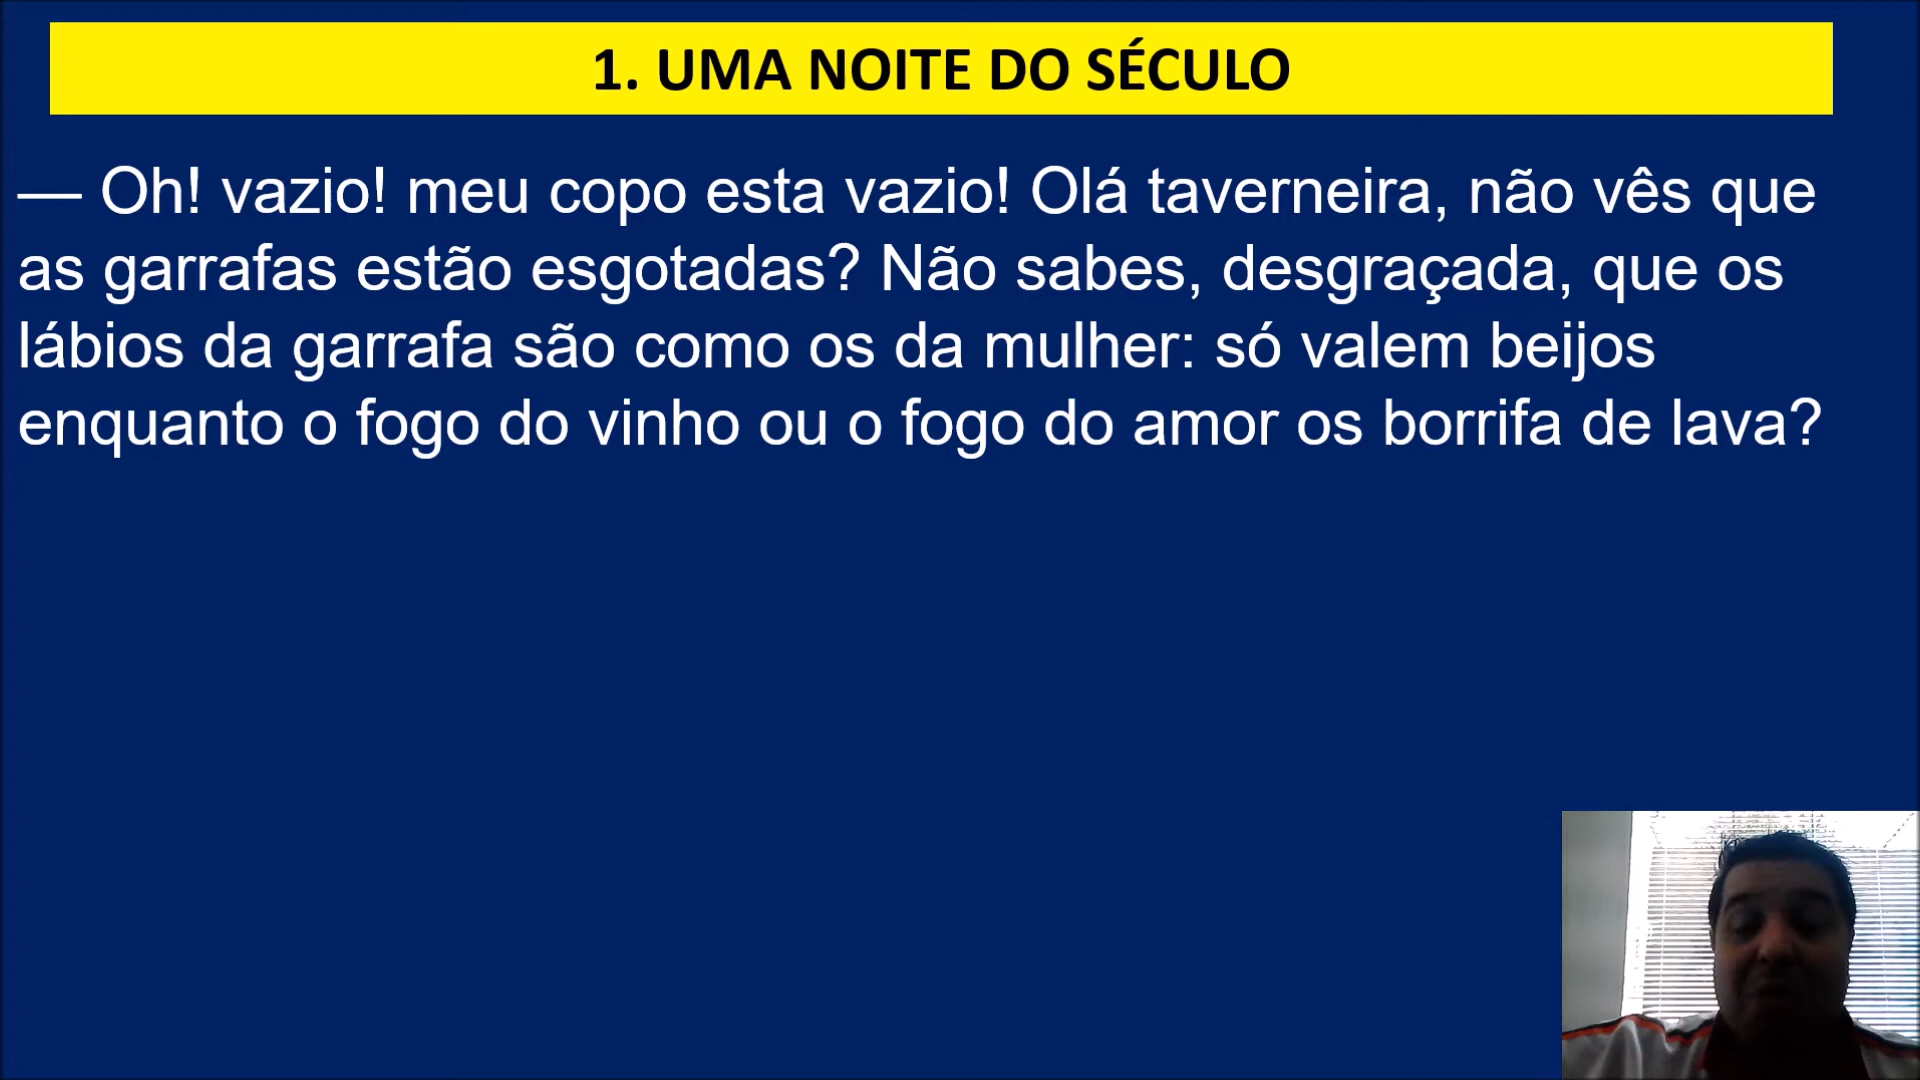 1. UMA NOITE DO SÉCULO
— Oh! vazio! meu copo esta vazio! Olá taverneira, não vês que
as garrafas estão esgotadas? Não sabes, desgraçada, que os
lábios da garrafa são como os da mulher: só valem beijos
enquanto o fogo do vinho ou o fogo do amor os borrifa de lava?